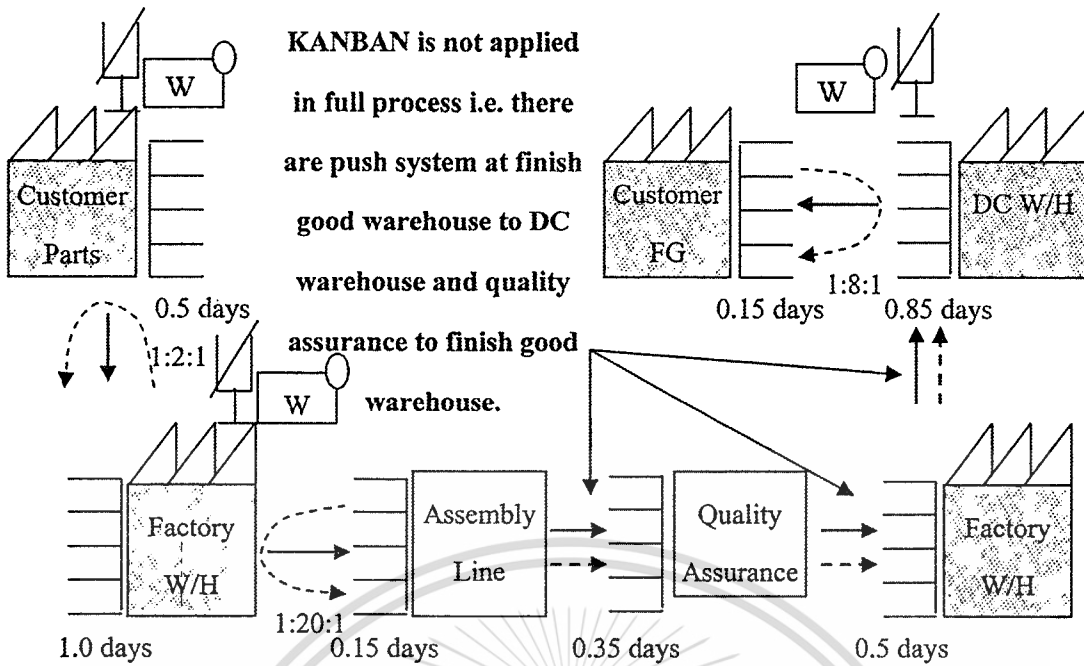 KANBAN is not applied
in full process i.e. there
are push system at finish
good warehouse to DC
warehouse and quality
assurance to finish good
warehouse.
W
Customer
Parts
0.5 days
1:2:1
W
Customer
FG
0.15 days
1:8:1
W
DC W/H
0.85 days
Factory
W/H
1.0 days
1:20:1
Assembly
Line
0.15 days
Quality
Assurance
0.35 days
Factory
W/H
0.5 days